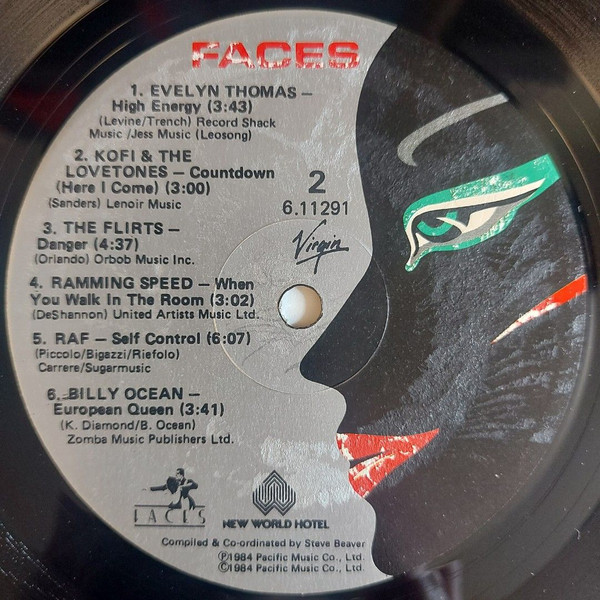 FACES
1. EVELYN THOMAS –
High Energy (3:43)
(Levine/Trench) Record Shack
Music /Jess Music (Leosong)
2. KOFI & THE
LOVETONES – Countdown
(Here I Come) (3:00)
(Sanders) Lenoir Music
2
6.11291
3. THE FLIRTS –
Danger (4:37)
(Orlando) Orbob Music Inc.
Virgin
4. RAMMING SPEED – When
You Walk In The Room (3:02)
(DeShannon) United Artists Music Ltd.
5. RAF – Self Control (6:07)
(Piccolo/Bigazzi/Riefolo)
Carrere/Sugarmusic
6. BILLY OCEAN –
European Queen (3:41)
(K. Diamond/B. Ocean)
Zomba Music Publishers Ltd.
FACES
NEW WORLD HOTEL
Compiled & Co-ordinated by Steve Beaver
℗1984 Pacific Music Co., Ltd.
©1984 Pacific Music Co., Ltd.